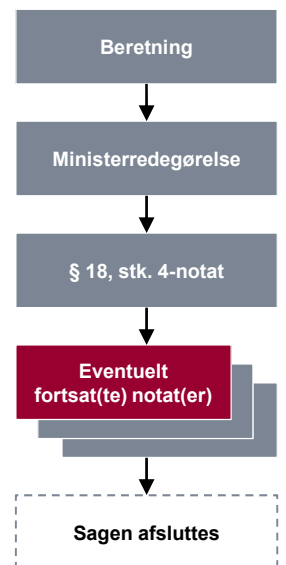 Beretning
Ministerredegørelse
§ 18, stk. 4-notat
Eventuelt
fortsat(te) notat(er)
Sagen afsluttes